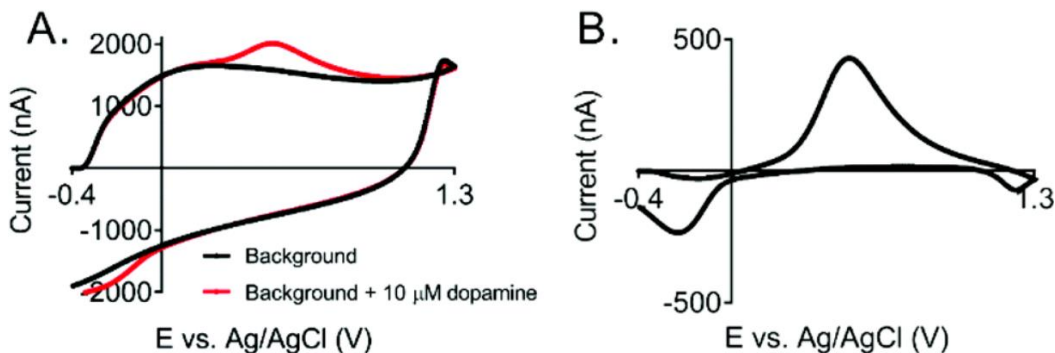 A.
2000
1000
-0.4
1.3
-1000
-2000
Current (nA)
Background
Background + 10 μM dopamine
E vs. Ag/AgCl (V)
B.
500
-0.4
1.3
-500
Current (nA)
E vs. Ag/AgCl (V)